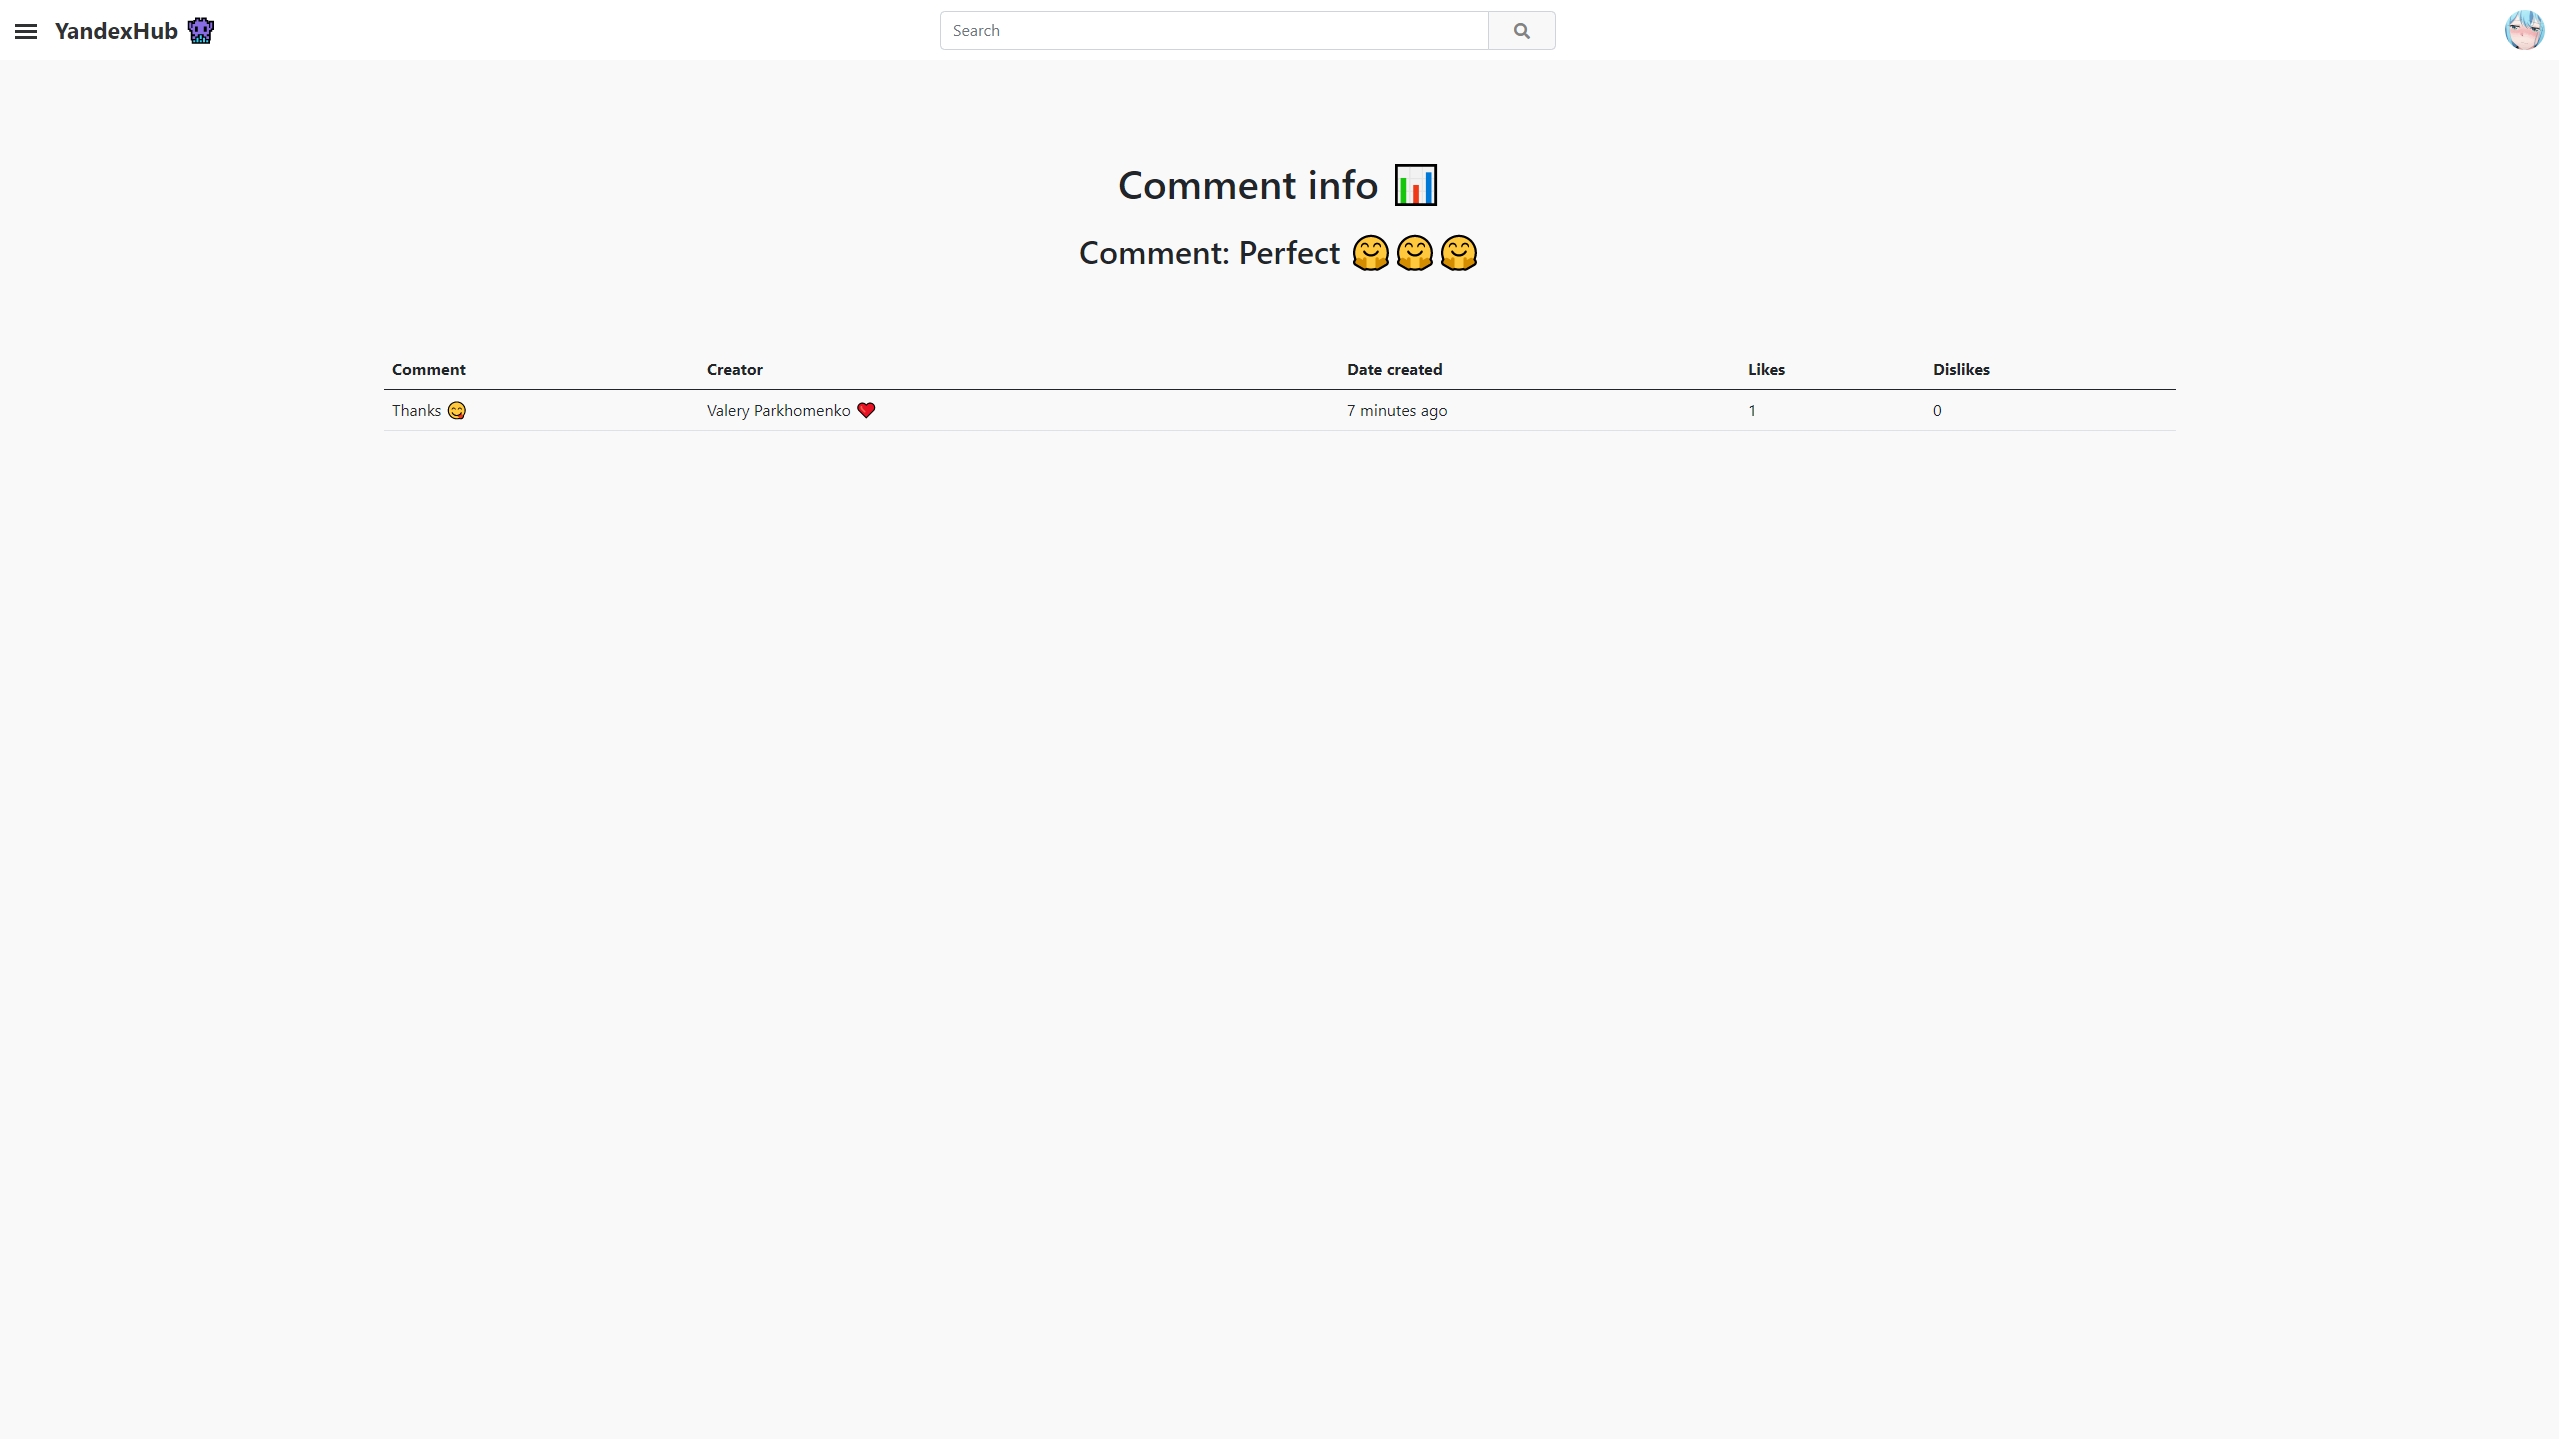 YandexHub 👾
Search
Comment info 📊
Comment: Perfect 🤗🤗🤗
Comment Creator Date created Likes Dislikes
Thanks 😋 Valery Parkhomenko ❤️ 7 minutes ago 1 0